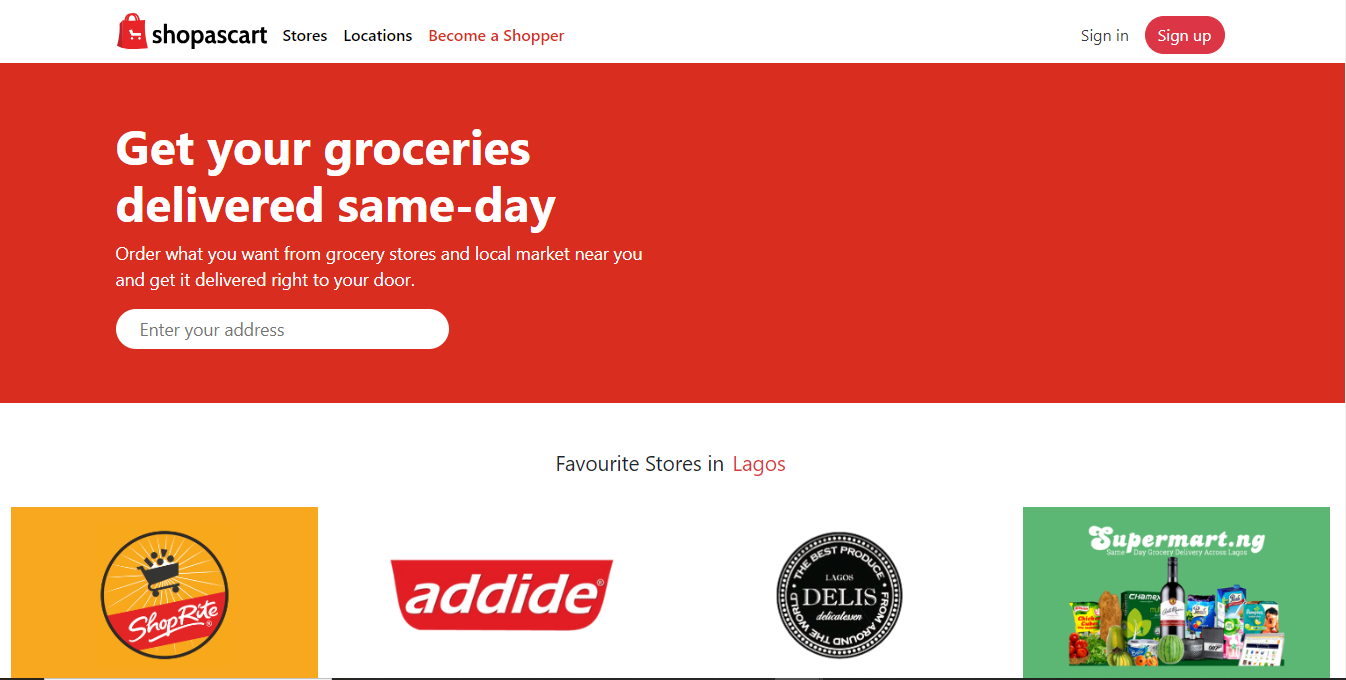 shopascart Stores Locations Become a Shopper Sign in Sign up
Get your groceries
delivered same-day
Order what you want from grocery stores and local market near you
and get it delivered right to your door.
Enter your address
Favourite Stores in Lagos
ShopRite ®
addide ®
THE BEST PRODUCE • FROM AROUND THE WORLD •
LAGOS
DELIS
delicatessen
Supermart.ng
Same-Day Grocery Delivery Across Lagos